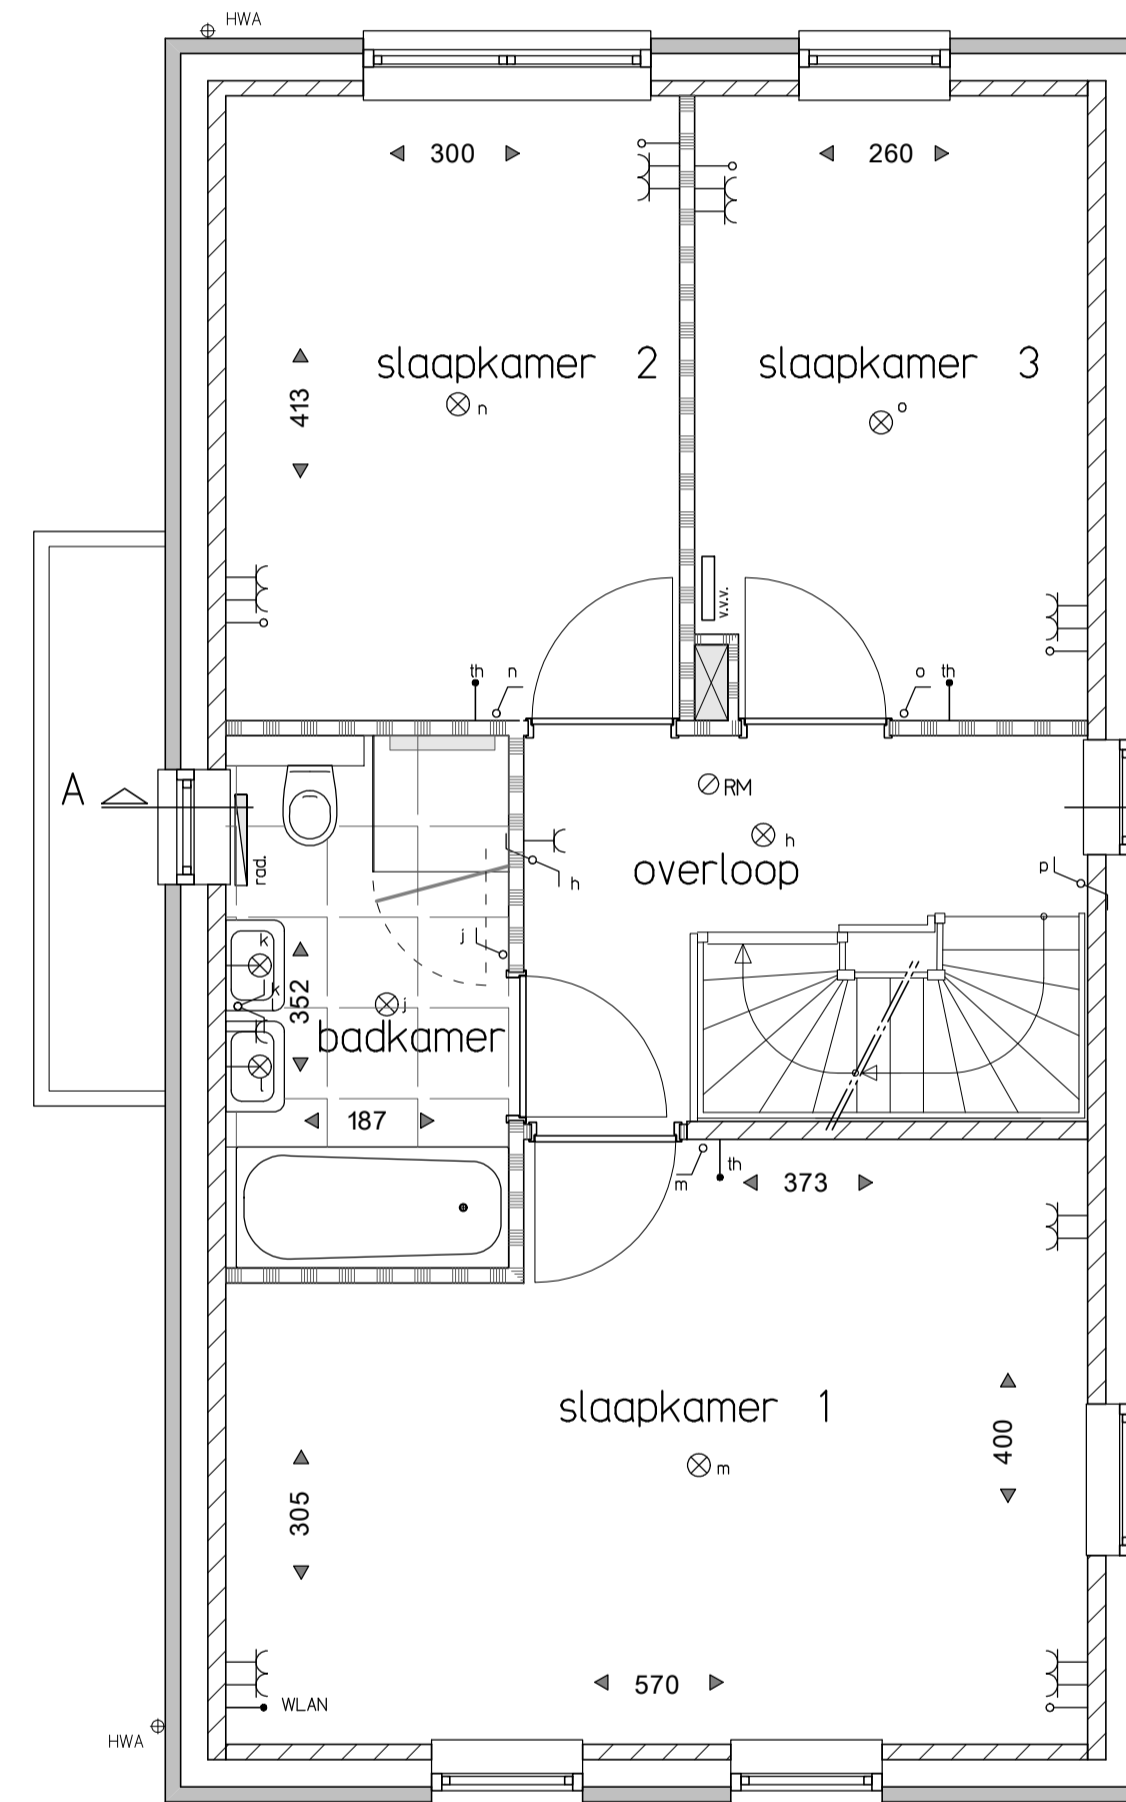 HWA
300
260
slaapkamer 2
slaapkamer 3
n
o
413
v.v.v.
th
n
o
th
A
RM
h
rad.
overloop
p
h
j
k
k
l
352
j
badkamer
l
187
m
th
373
slaapkamer 1
m
400
305
570
WLAN
HWA